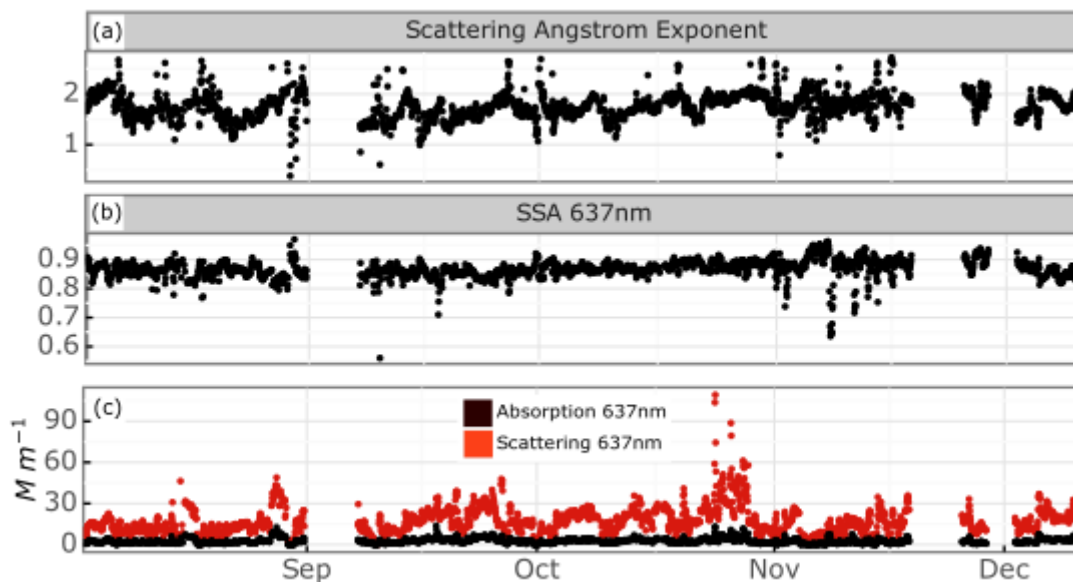 (a) Scattering Angstrom Exponent
2
1
(b) SSA 637nm
0.9
0.8
0.7
0.6
(c)
Absorption 637nm
Scattering 637nm
M m⁻¹
90
60
30
0
Sep Oct Nov Dec